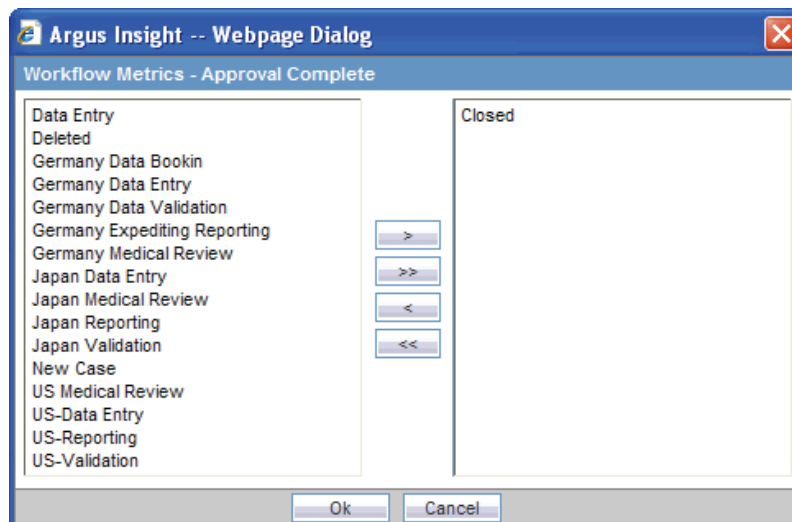 Argus Insight -- Webpage Dialog
Workflow Metrics - Approval Complete
Data Entry
Deleted
Germany Data Bookin
Germany Data Entry
Germany Data Validation
Germany Expediting Reporting
Germany Medical Review
Japan Data Entry
Japan Medical Review
Japan Reporting
Japan Validation
New Case
US Medical Review
US-Data Entry
US-Reporting
US-Validation
>
>>
<
<<
Closed
Ok
Cancel